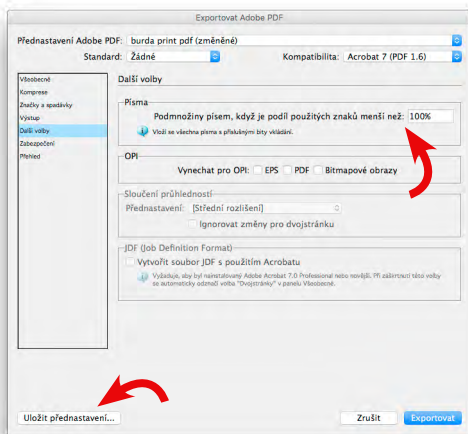 Exportovat Adobe PDF
Přednastavení Adobe PDF: burda print pdf (změněné)
Standard: Žádné Kompatibilita: Acrobat 7 (PDF 1.6)
Všeobecné
Komprese
Značky a spadávky
Výstup
Další volby
Zabezpečení
Přehled
Další volby
Písma
Podmnožiny písem, když je podíl použitých znaků menší než: 100%
Vloží se všechna písma s příslušnými bity vkládání.
OPI
Vynechat pro OPI: EPS PDF Bitmapové obrazy
Sloučení průhledností
Přednastavení: [Střední rozlišení]
Ignorovat změny pro dvojstránku
JDF (Job Definition Format)
Vytvořit soubor JDF s použitím Acrobatu
Vyžaduje, aby byl nainstalovaný Adobe Acrobat 7.0 Professional nebo novější. Při zaškrtnutí této volby
se automaticky odznačí volba "Dvojstránky" v panelu Všeobecné.
Uložit přednastavení... Zrušit Exportovat